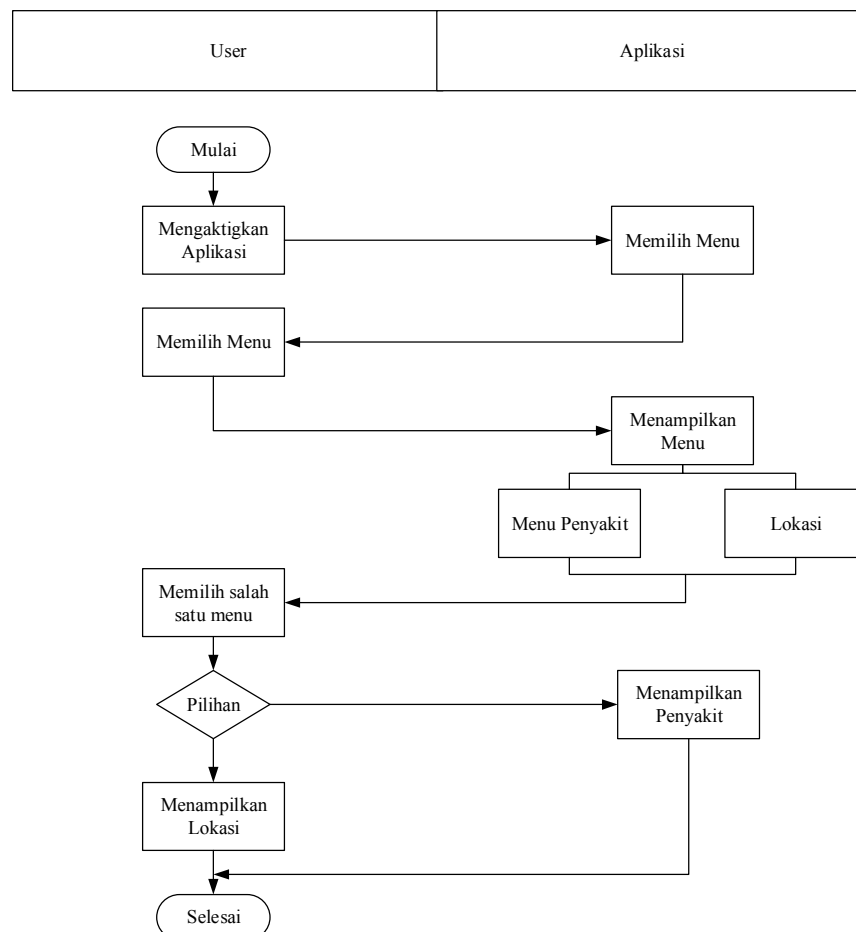 User
Aplikasi
Mulai
Mengaktigkan
Aplikasi
Memilih Menu
Memilih Menu
Menampilkan
Menu
Menu Penyakit
Lokasi
Memilih salah
satu menu
Pilihan
Menampilkan
Penyakit
Menampilkan
Lokasi
Selesai